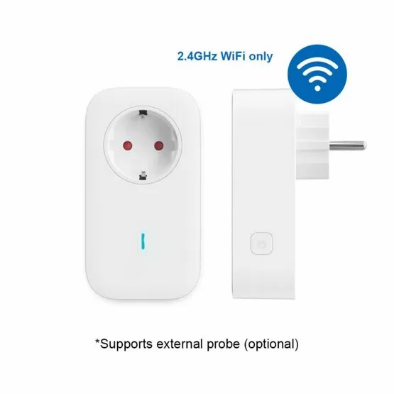 2.4GHz WiFi only
*Supports external probe (optional)